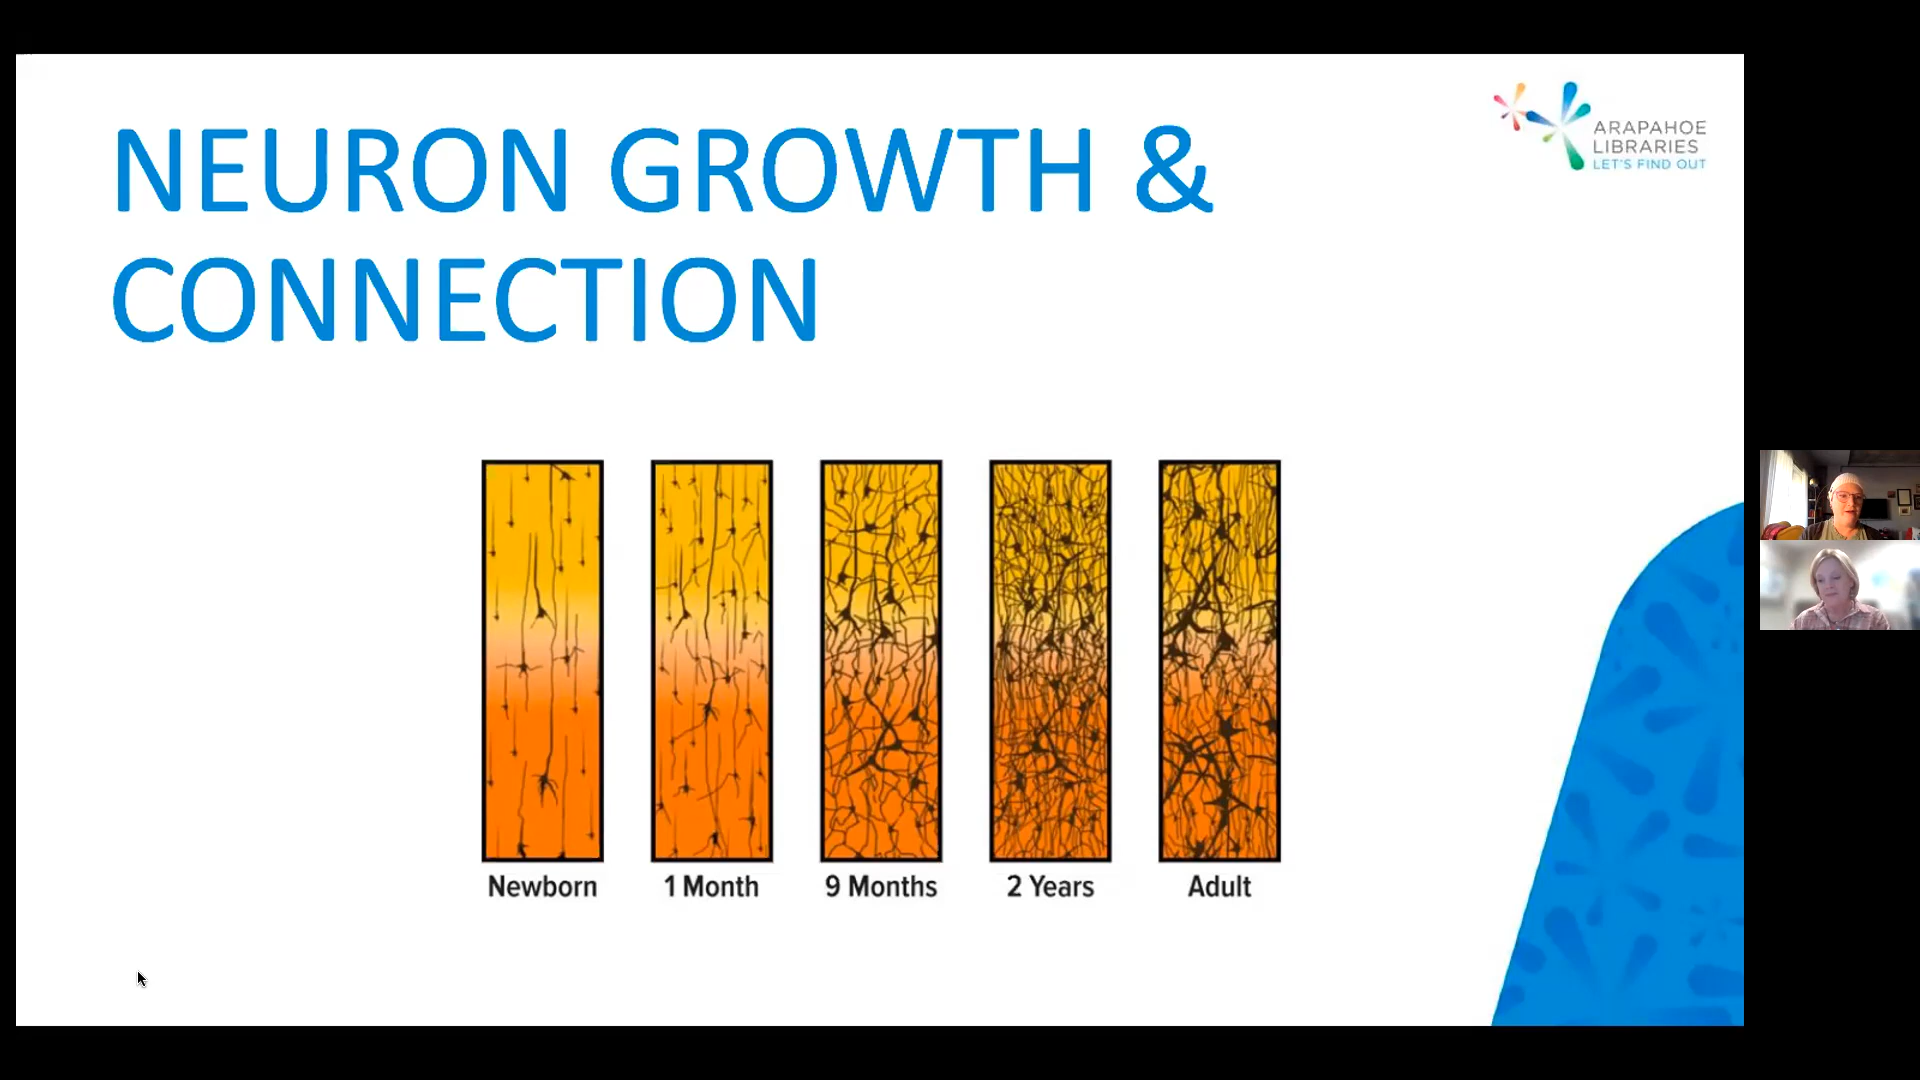 NEURON GROWTH &
CONNECTION
ARAPAHOE
LIBRARIES
LET'S FIND OUT
Newborn
1 Month
9 Months
2 Years
Adult